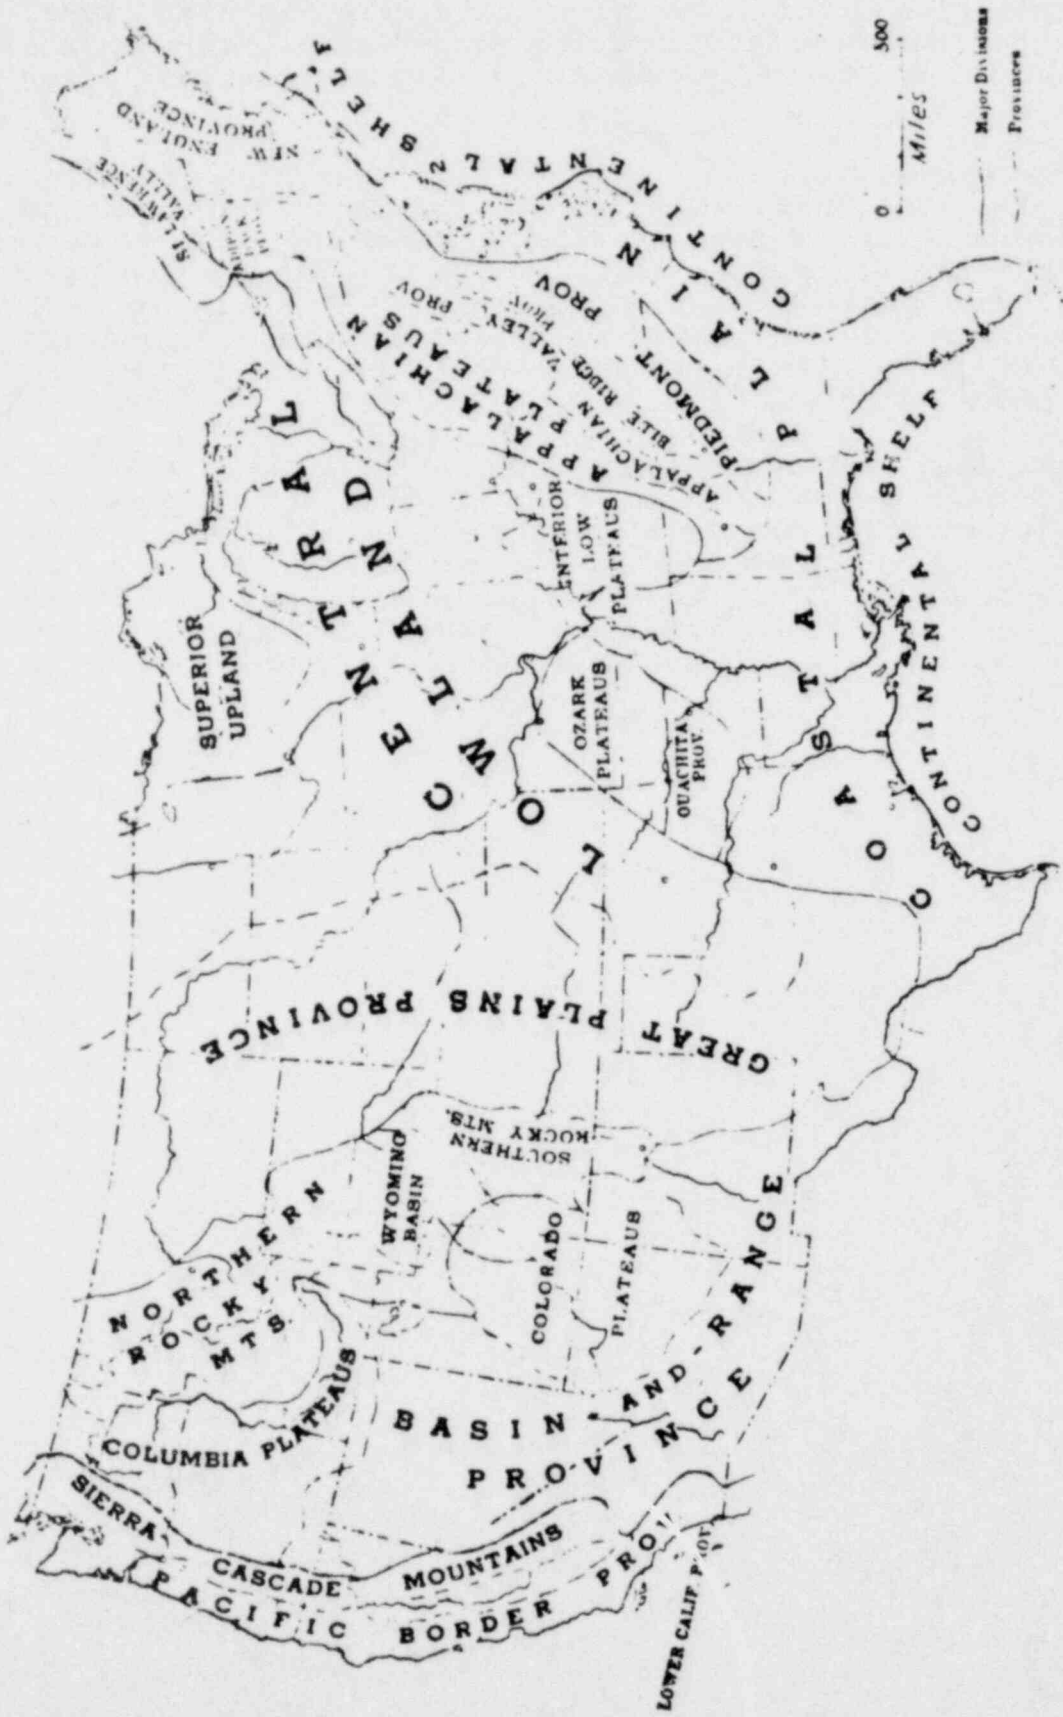 SUPERIOR
UPLAND
CENTRAL
LOWLAND
ST LAWRENCE
VALLEY
NEW ENGLAND
PROVINCE
CONTINENTAL SHELF
APPALACHIAN
PLATEAUS
APPALACHIAN VALLEY PROV
BLUE RIDGE PROV
PIEDMONT PROV
INTERIOR
LOW
PLATEAUS
OZARK
PLATEAUS
OUACHITA
PROV.
COASTAL PLAIN
CONTINENTAL SHELF
GREAT PLAINS PROVINCE
NORTHERN
ROCKY
MTS
WYOMING
BASIN
SOUTHERN
ROCKY MTS.
COLORADO
PLATEAUS
COLUMBIA PLATEAUS
BASIN-AND-RANGE
PROVINCE
SIERRA-CASCADE MOUNTAINS
PACIFIC BORDER PROV
LOWER CALIF. PROV.
0 500
Miles
Major Divisions
Provinces